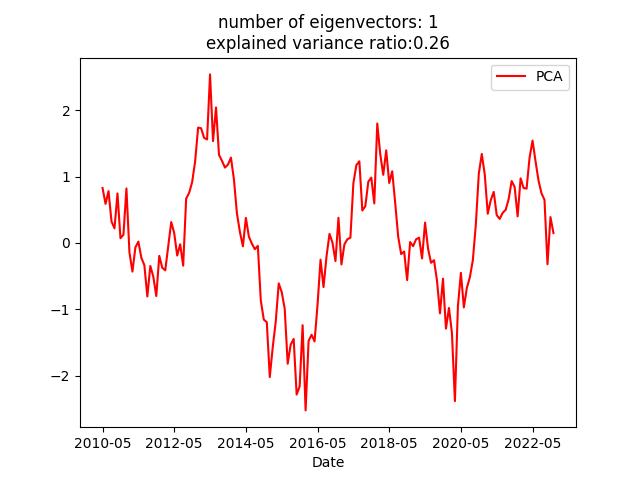 number of eigenvectors: 1
explained variance ratio:0.26
PCA
2
1
0
−1
−2
2010-05 2012-05 2014-05 2016-05 2018-05 2020-05 2022-05
Date